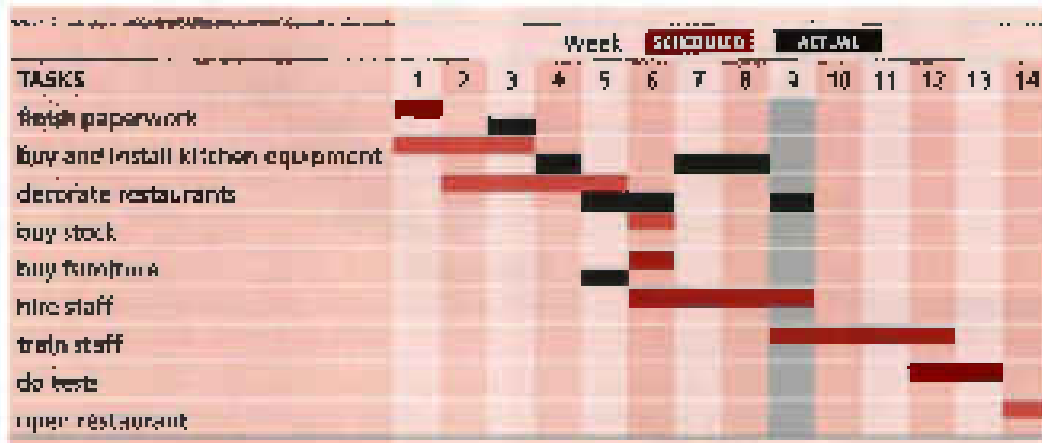 Week SCHEDULED ACTUAL
TASKS 1 2 3 4 5 6 7 8 9 10 11 12 13 14
finish paperwork
buy and install kitchen equipment
decorate restaurants
buy stock
buy furniture
hire staff
train staff
do tests
open restaurant